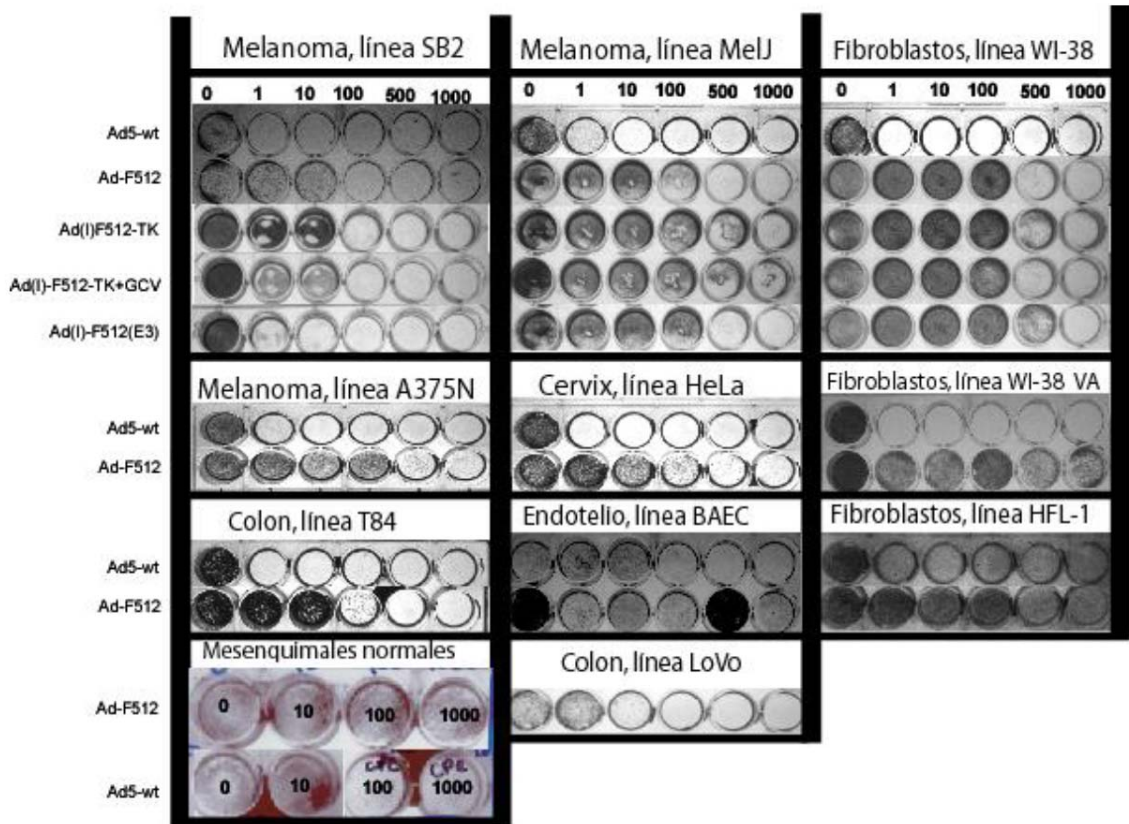 Melanoma, línea SB2
Melanoma, línea MelJ
Fibroblastos, línea WI-38
0 1 10 100 500 1000
0 1 10 100 500 1000
0 1 10 100 500 1000
Ad5-wt
Ad-F512
Ad(I)F512-TK
Ad(I)-F512-TK+GCV
Ad(I)-F512(E3)
Melanoma, línea A375N
Cervix, línea HeLa
Fibroblastos, línea WI-38 VA
Ad5-wt
Ad-F512
Colon, línea T84
Endotelio, línea BAEC
Fibroblastos, línea HFL-1
Ad5-wt
Ad-F512
Mesenquimales normales
Colon, línea LoVo
Ad-F512
0 10 100 1000
Ad5-wt
0 10 100 1000
CPE